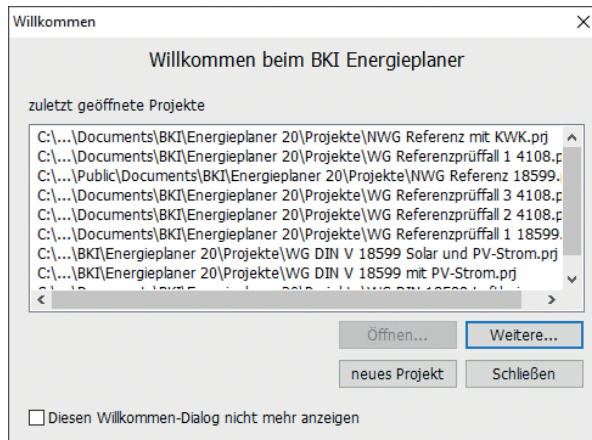 Willkommen
Willkommen beim BKI Energieplaner
zuletzt geöffnete Projekte
C:\...\Documents\BKI\Energieplaner 20\Projekte\NWG Referenz mit KWK.prj
C:\...\Documents\BKI\Energieplaner 20\Projekte\WG Referenzprüffall 1 4108.p
C:\...\Public\Documents\BKI\Energieplaner 20\Projekte\NWG Referenz 18599.
C:\...\Documents\BKI\Energieplaner 20\Projekte\WG Referenzprüffall 3 4108.p
C:\...\Documents\BKI\Energieplaner 20\Projekte\WG Referenzprüffall 2 4108.p
C:\...\Documents\BKI\Energieplaner 20\Projekte\WG Referenzprüffall 1 18599.
C:\...\BKI\Energieplaner 20\Projekte\WG DIN V 18599 Solar und PV-Strom.prj
C:\...\BKI\Energieplaner 20\Projekte\WG DIN V 18599 mit PV-Strom.prj
Öffnen...
Weitere...
neues Projekt
Schließen
Diesen Willkommen-Dialog nicht mehr anzeigen